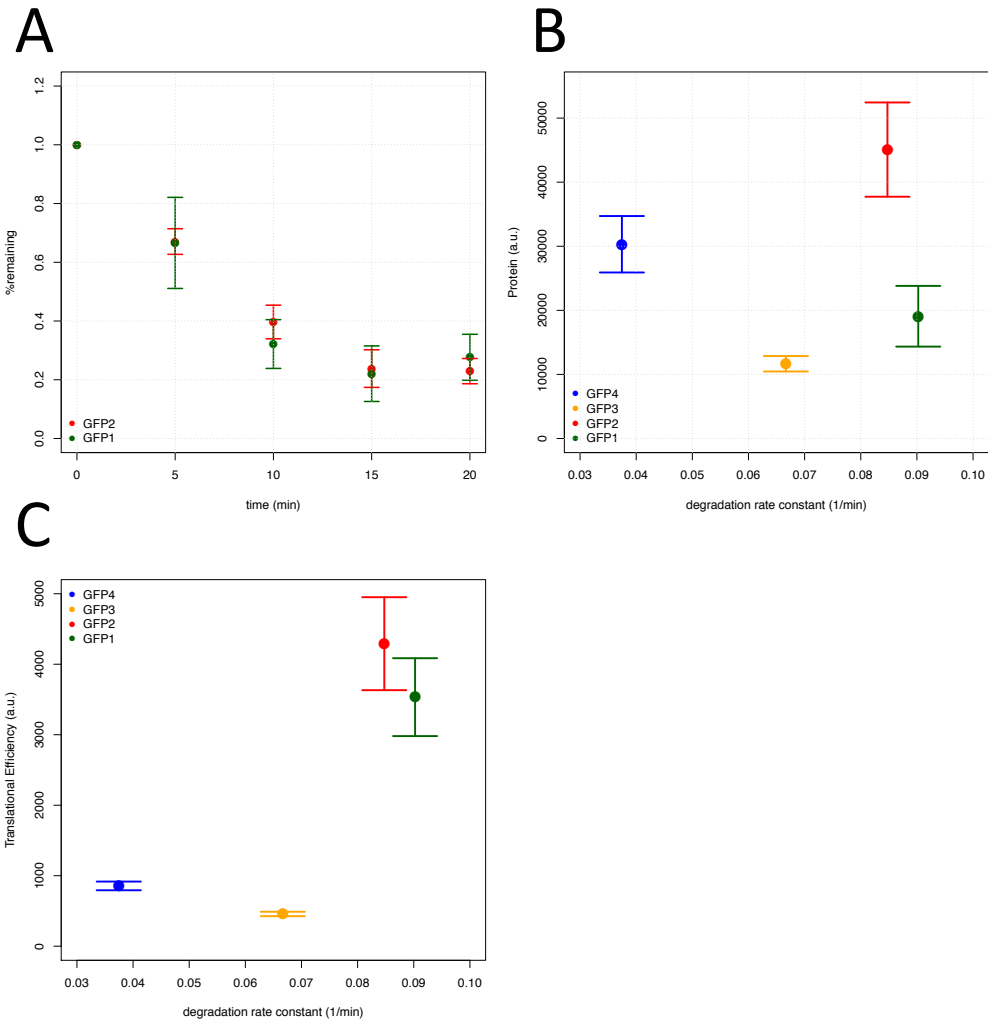 A
%remaining
0.0
0.2
0.4
0.6
0.8
1.0
1.2
GFP2
GFP1
0 5 10 15 20
time (min)
B
Protein (a.u.)
0
10000
20000
30000
40000
50000
GFP4
GFP3
GFP2
GFP1
0.03 0.04 0.05 0.06 0.07 0.08 0.09 0.10
degradation rate constant (1/min)
C
Translational Efficiency (a.u.)
0
1000
2000
3000
4000
5000
GFP4
GFP3
GFP2
GFP1
0.03 0.04 0.05 0.06 0.07 0.08 0.09 0.10
degradation rate constant (1/min)